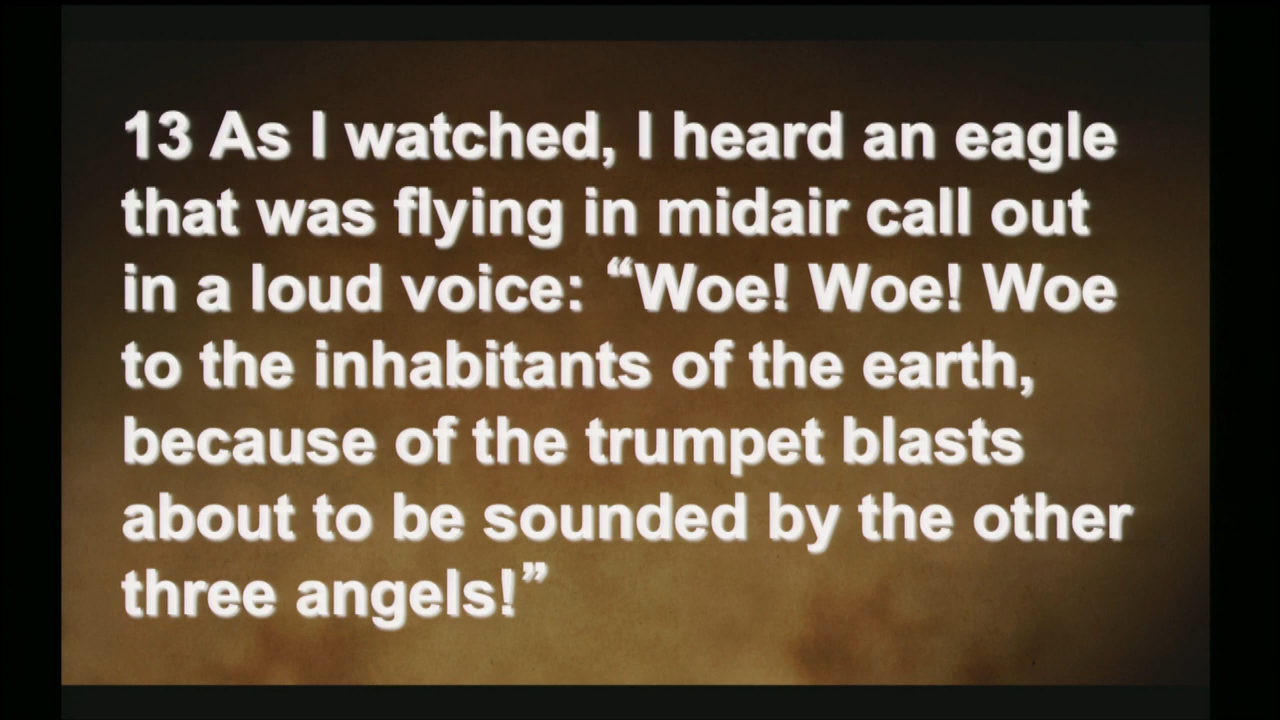 13 As I watched, I heard an eagle
that was flying in midair call out
in a loud voice: “Woe! Woe! Woe
to the inhabitants of the earth,
because of the trumpet blasts
about to be sounded by the other
three angels!”